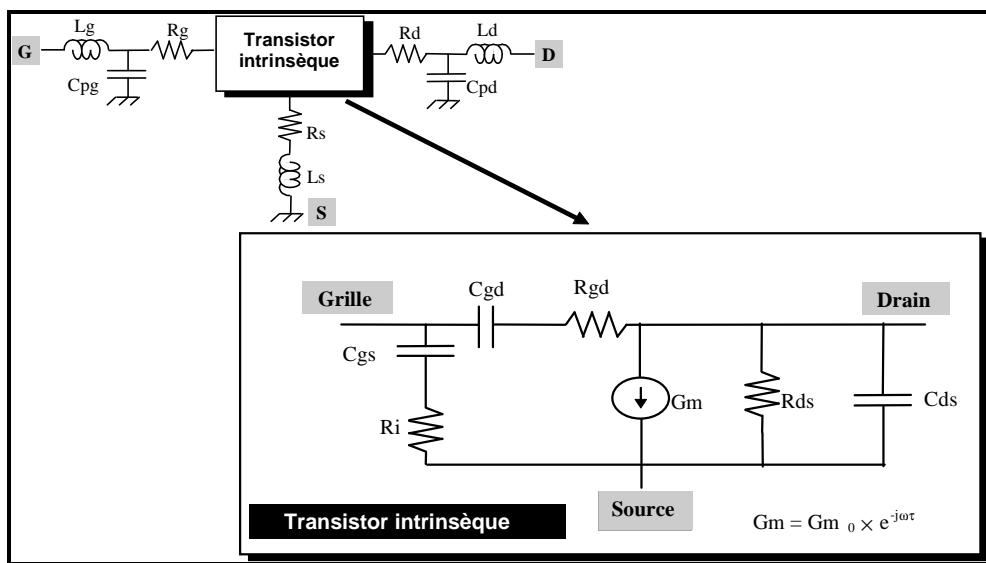 Lg
Rg
G
Cpg
Transistor
intrinsèque
Rd
Ld
D
Cpd
Rs
Ls
S
Grille
Cgd
Rgd
Drain
Cgs
Ri
Gm
Rds
Cds
Source
Transistor intrinsèque
Gm = Gm 0 × e-jωτ